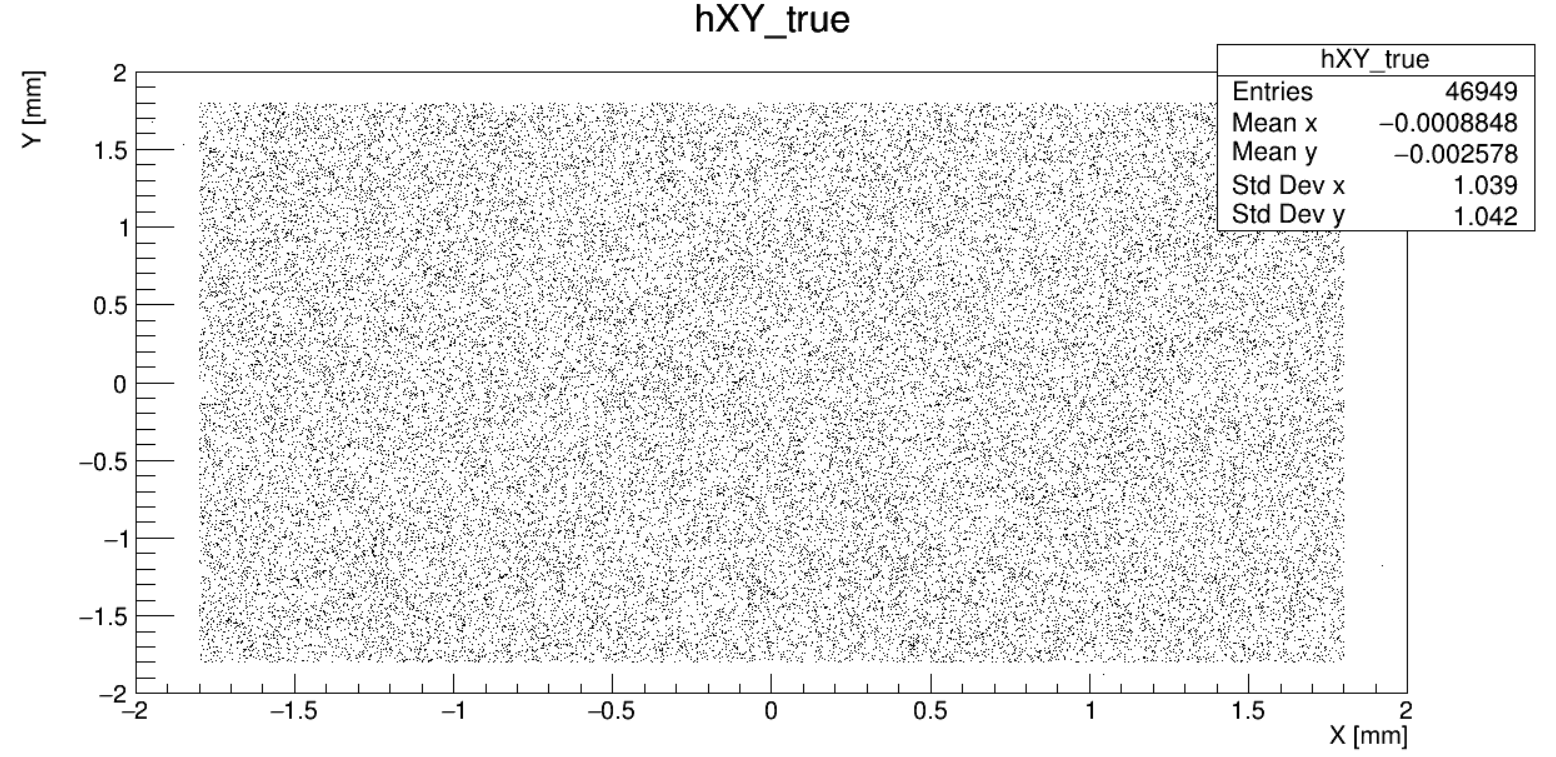 hXY_true
Y [mm]
hXY_true
Entries 46949
Mean x −0.0008848
Mean y −0.002578
Std Dev x 1.039
Std Dev y 1.042
2
1.5
1
0.5
0
−0.5
−1
−1.5
−2
−2 −1.5 −1 −0.5 0 0.5 1 1.5 2
X [mm]